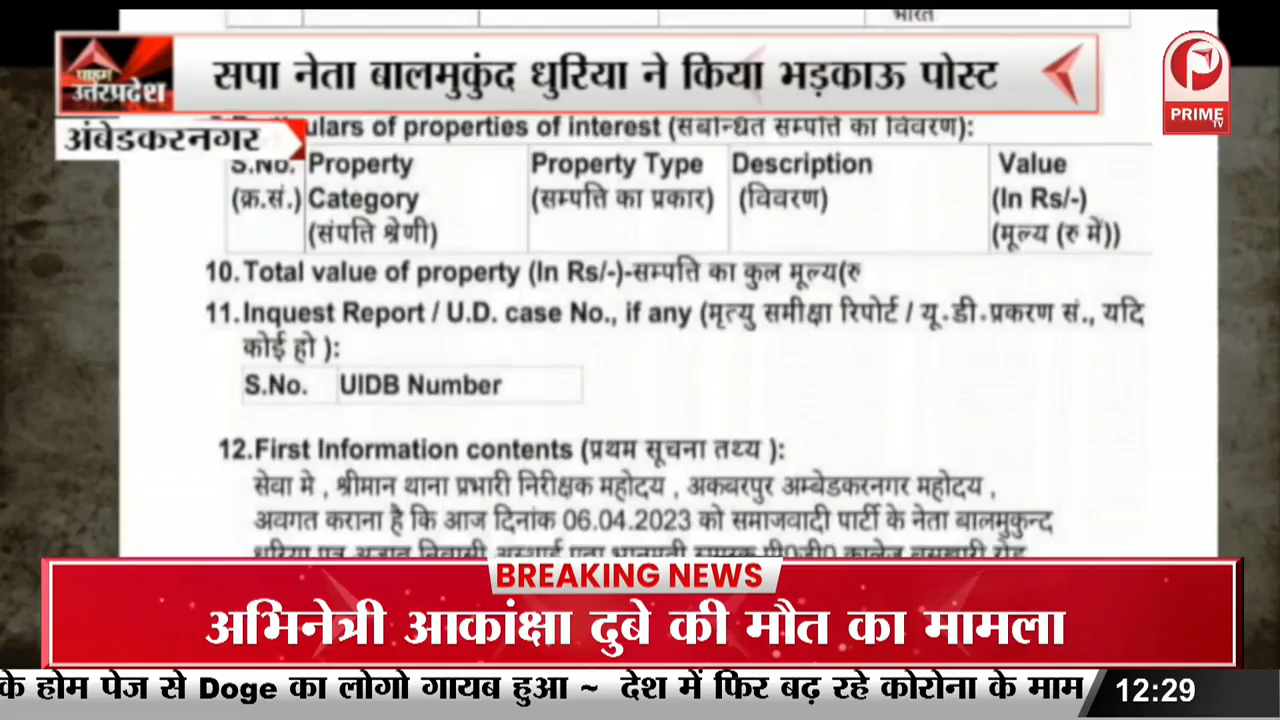 भारत
सपा नेता बालमुकुंद धुरिया ने किया भड़काऊ पोस्ट
प्राइम
उत्तरप्रदेश
PRIME
TV
अंबेडकरनगर
ulars of properties of interest (संबन्धित सम्पत्ति का विवरण):
S.No. Property Property Type Description Value
(क्र.सं.) Category (सम्पत्ति का प्रकार) (विवरण) (In Rs/-)
(संपत्ति श्रेणी) (मूल्य (रु में))
10. Total value of property (In Rs/-)-सम्पत्ति का कुल मूल्य(रु
11. Inquest Report / U.D. case No., if any (मृत्यु समीक्षा रिपोर्ट / यू.डी.प्रकरण सं., यदि
कोई हो ):
S.No. UIDB Number
12.First Information contents (प्रथम सूचना तथ्य ):
सेवा मे , श्रीमान थाना प्रभारी निरीक्षक महोदय , अकबरपुर अम्बेडकरनगर महोदय ,
अवगत कराना है कि आज दिनांक 06.04.2023 को समाजवादी पार्टी के नेता बालमुकुन्द
BREAKING NEWS
अभिनेत्री आकांक्षा दुबे की मौत का मामला
के होम पेज से Doge का लोगो गायब हुआ ~ देश में फिर बढ़ रहे कोरोना के माम
12:29